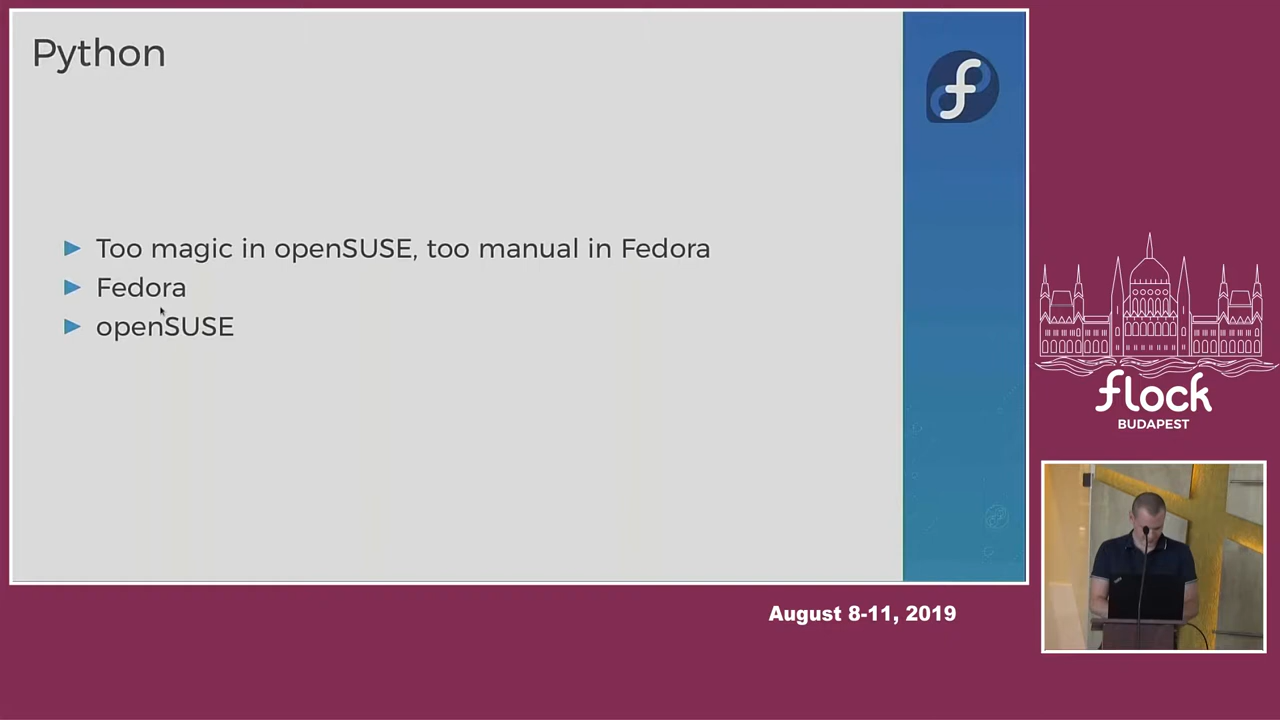 Python
Too magic in openSUSE, too manual in Fedora
Fedora
openSUSE
flock
BUDAPEST
August 8-11, 2019